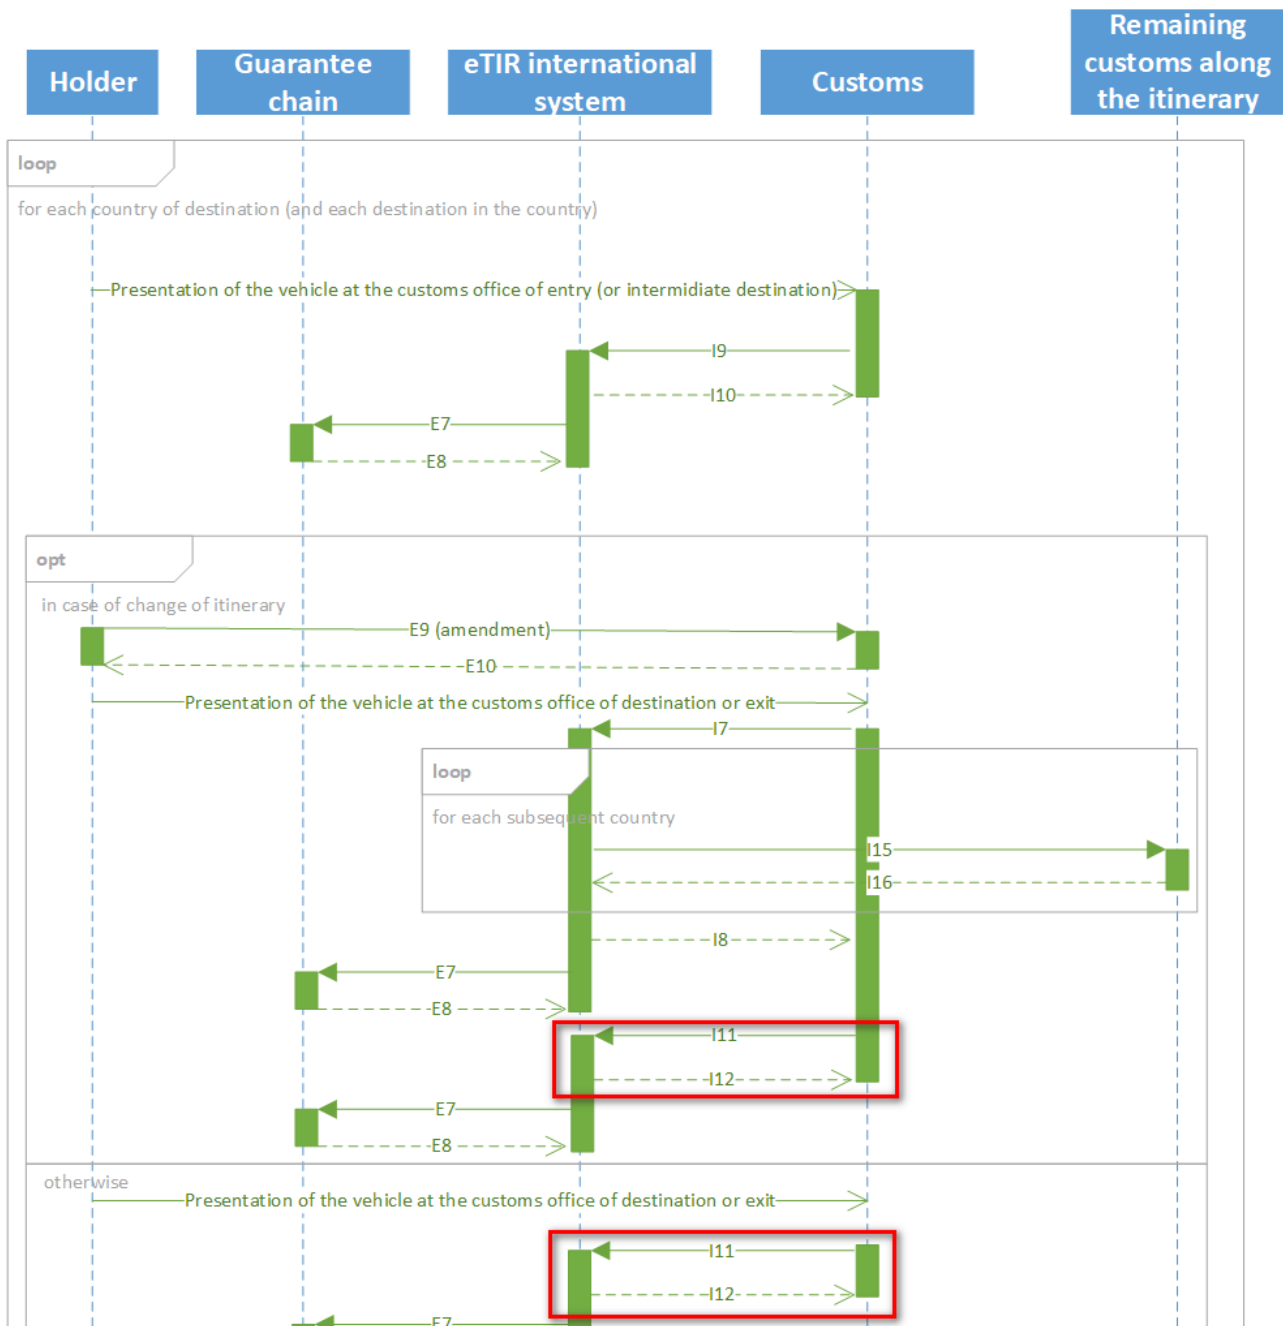 Holder
Guarantee
chain
eTIR international
system
Customs
Remaining
customs along
the itinerary
loop
for each country of destination (and each destination in the country)
Presentation of the vehicle at the customs office of entry (or intermidiate destination)
I9
I10
E7
E8
opt
in case of change of itinerary
E9 (amendment)
E10
Presentation of the vehicle at the customs office of destination or exit
I7
loop
for each subsequent country
I15
I16
I8
E7
E8
I11
I12
E7
E8
otherwise
Presentation of the vehicle at the customs office of destination or exit
I11
I12
E7